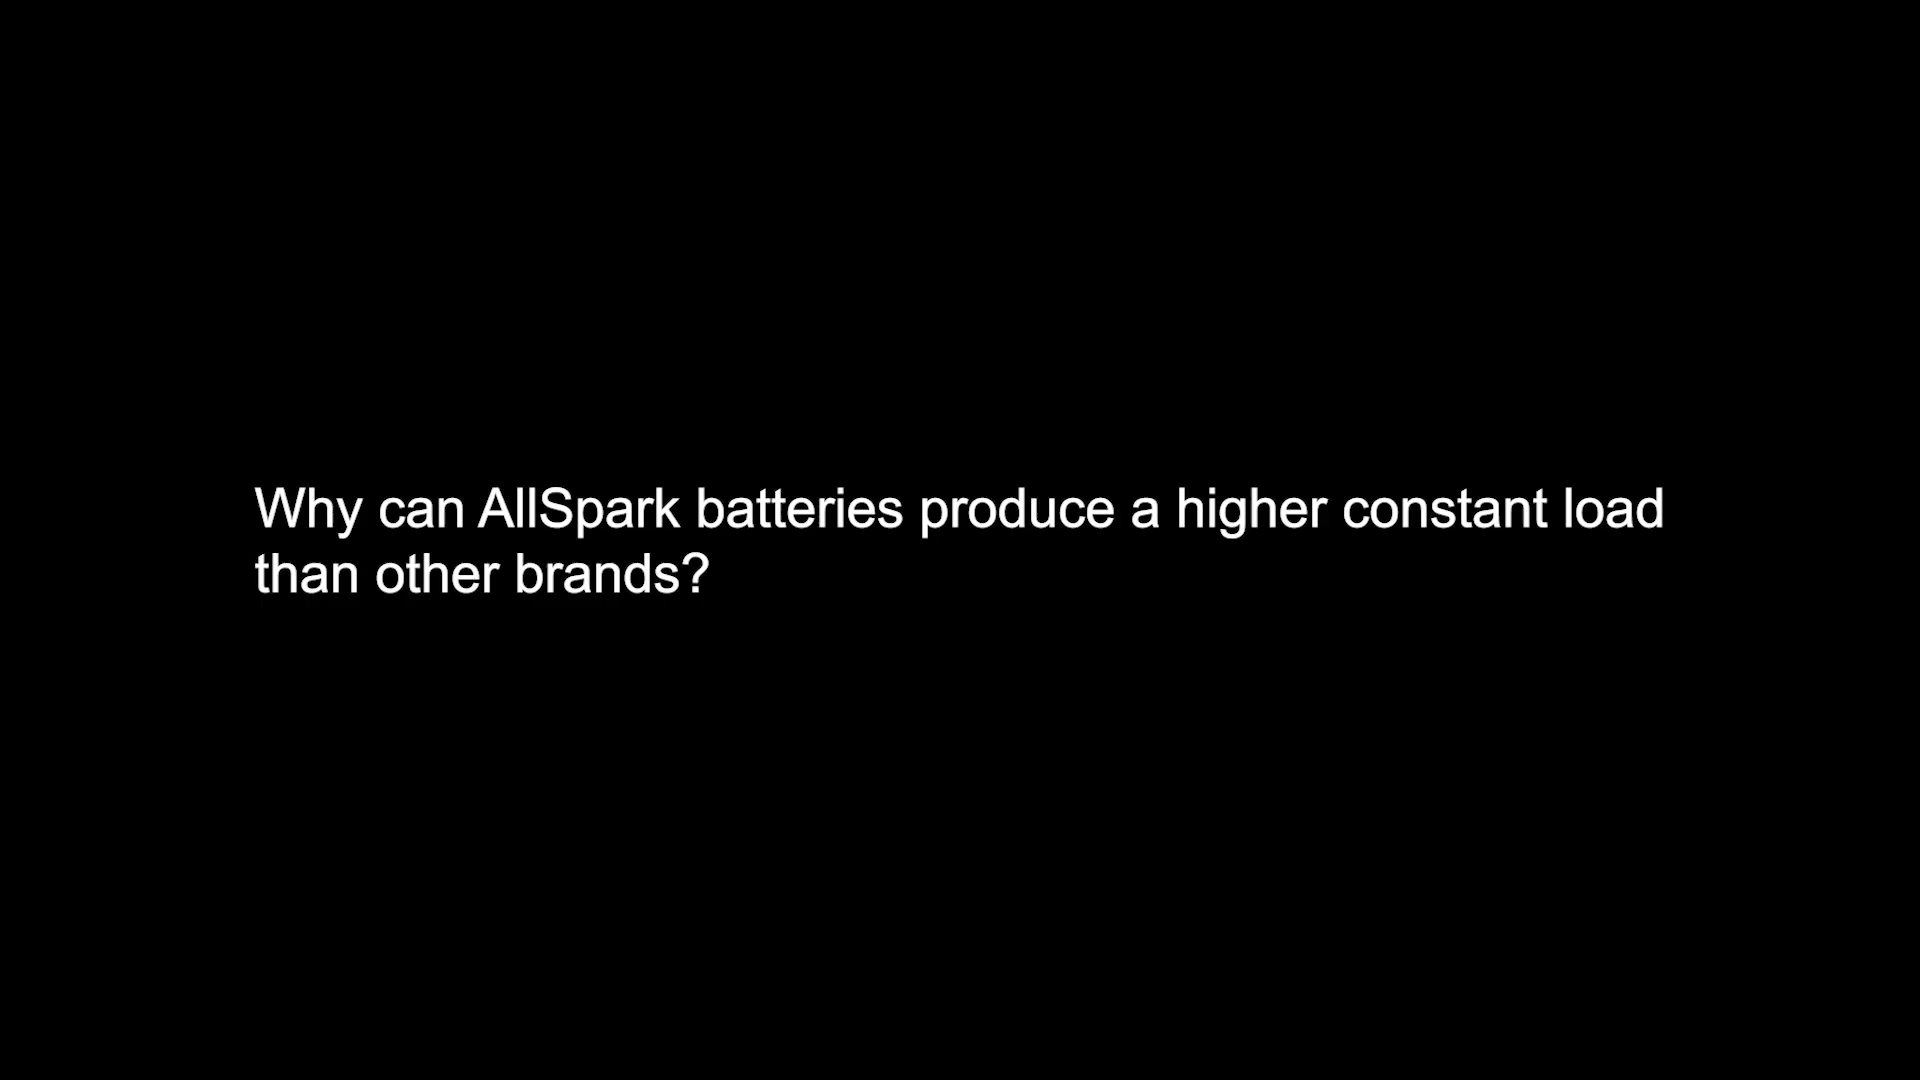 Why can AllSpark batteries produce a higher constant load
than other brands?